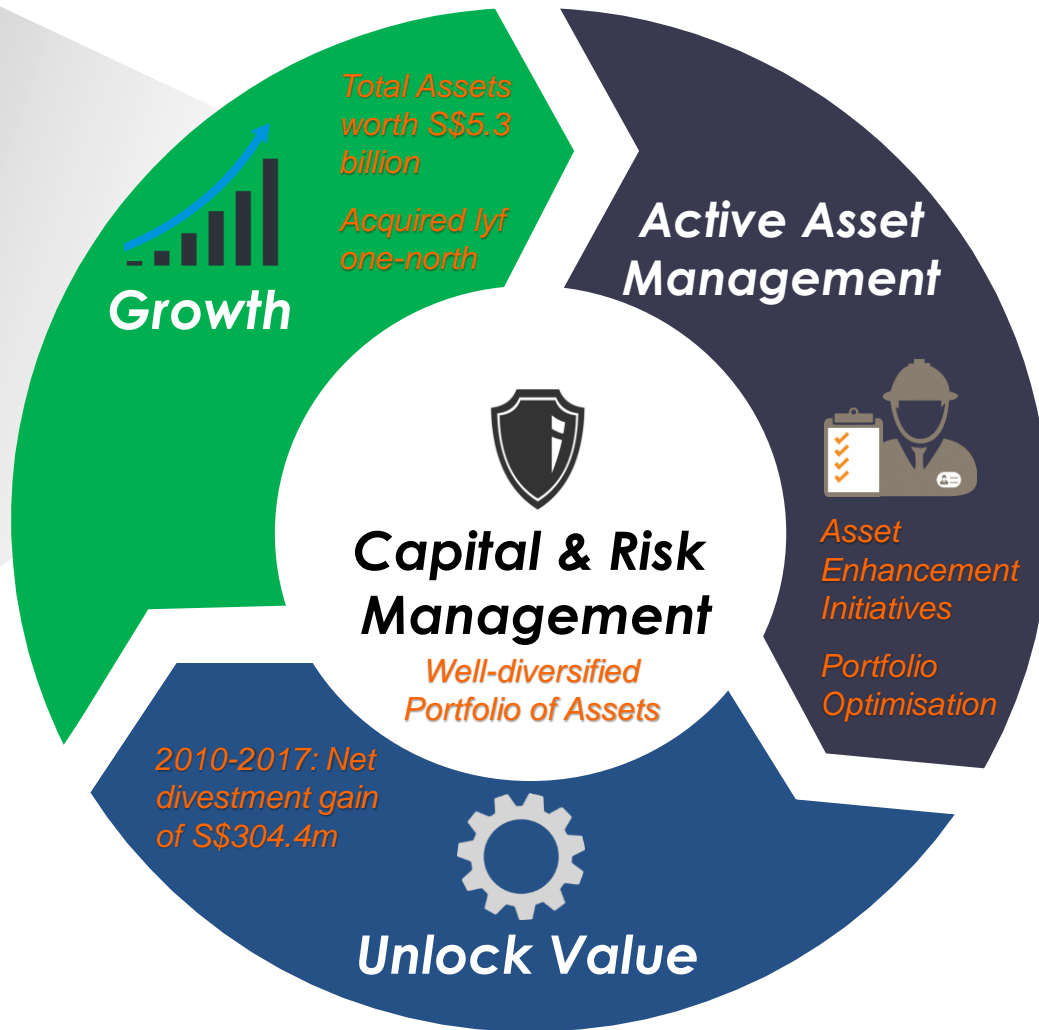 Total Assets
worth S$5.3
billion
Acquired lyf
one-north
Growth
Active Asset
Management
Asset
Enhancement
Initiatives
Portfolio
Optimisation
Capital & Risk
Management
Well-diversified
Portfolio of Assets
2010-2017: Net
divestment gain
of S$304.4m
Unlock Value